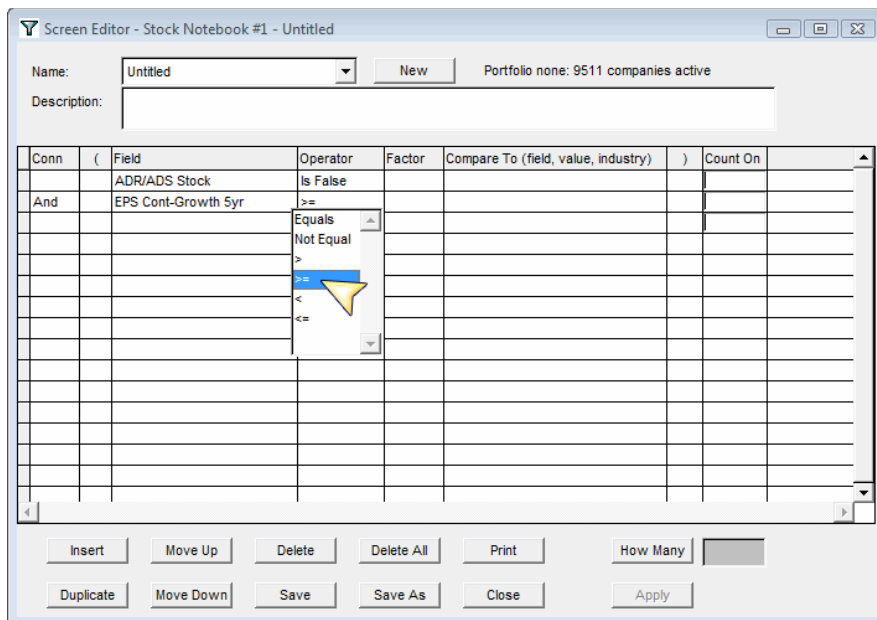 Screen Editor - Stock Notebook #1 - Untitled
Name: Untitled New Portfolio none: 9511 companies active
Description:
Conn ( Field Operator Factor Compare To (field, value, industry) ) Count On
ADR/ADS Stock Is False
And EPS Cont-Growth 5yr >=
Equals
Not Equal
>
>=
<
<=
Insert Move Up Delete Delete All Print How Many
Duplicate Move Down Save Save As Close Apply